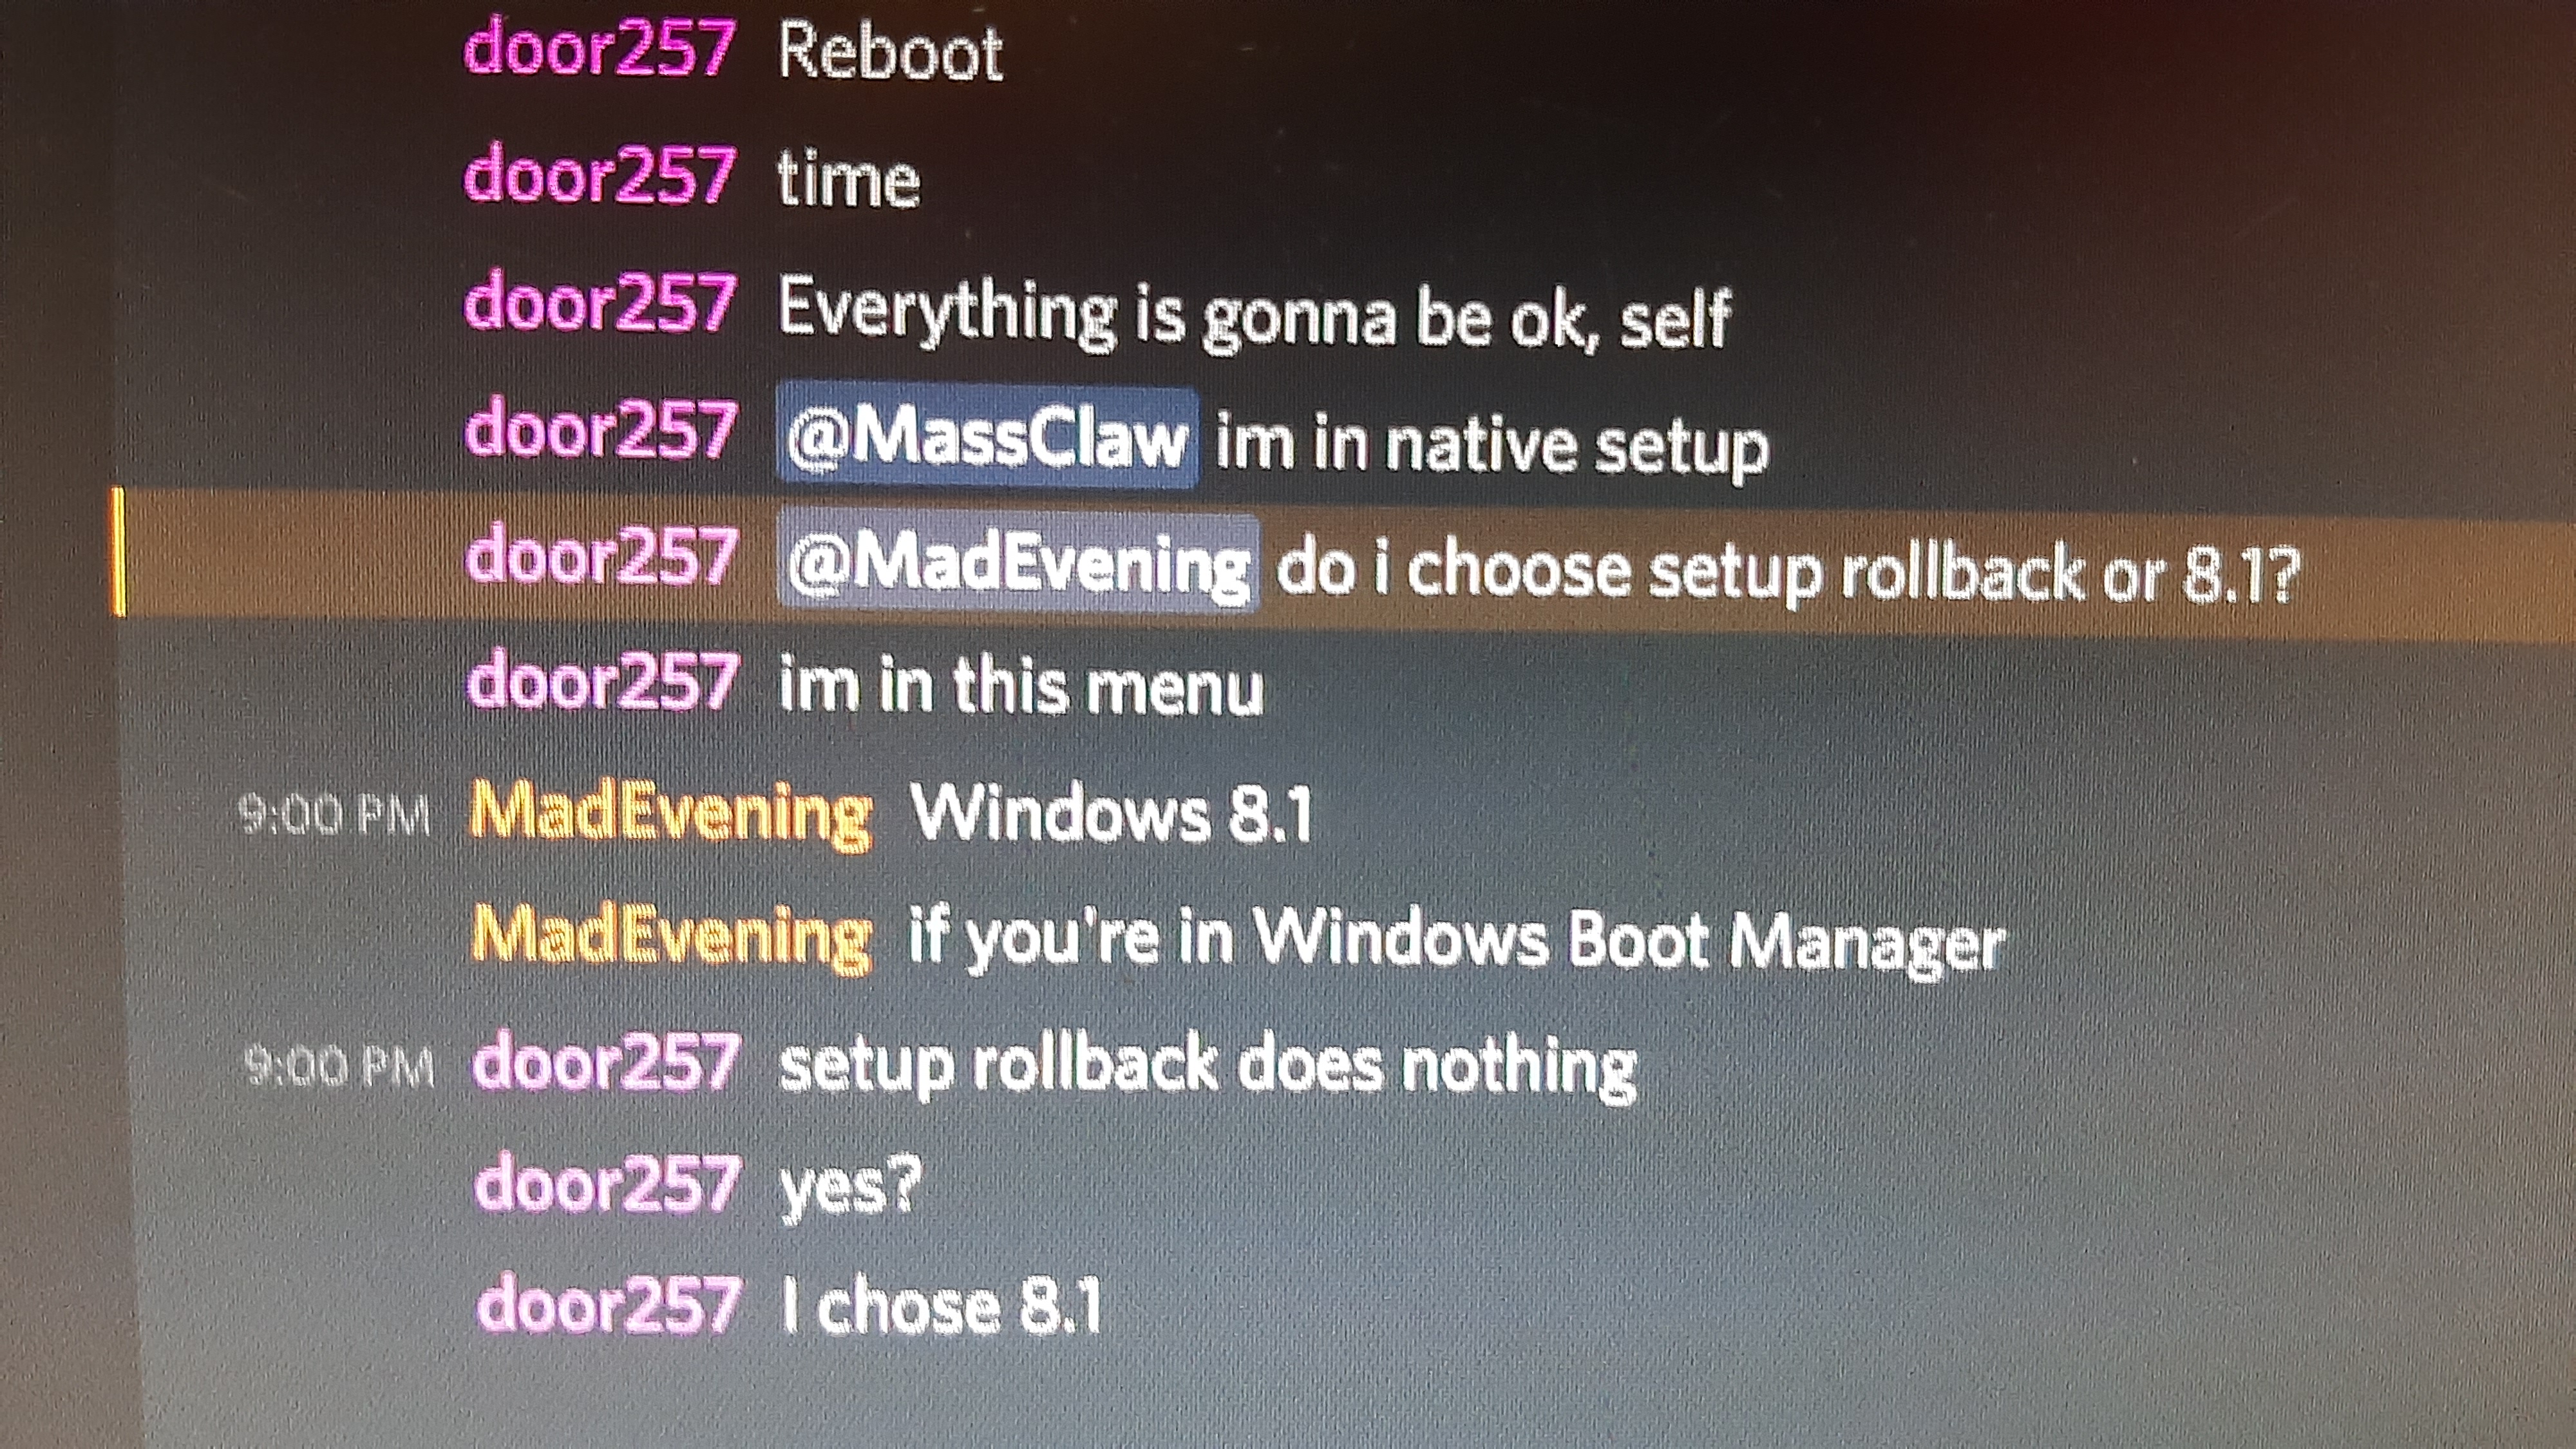 door257 Reboot
door257 time
door257 Everything is gonna be ok, self
door257 @MassClaw im in native setup
door257 @MadEvening do i choose setup rollback or 8.1?
door257 im in this menu
9:00 PM MadEvening Windows 8.1
MadEvening if you're in Windows Boot Manager
9:00 PM door257 setup rollback does nothing
door257 yes?
door257 I chose 8.1